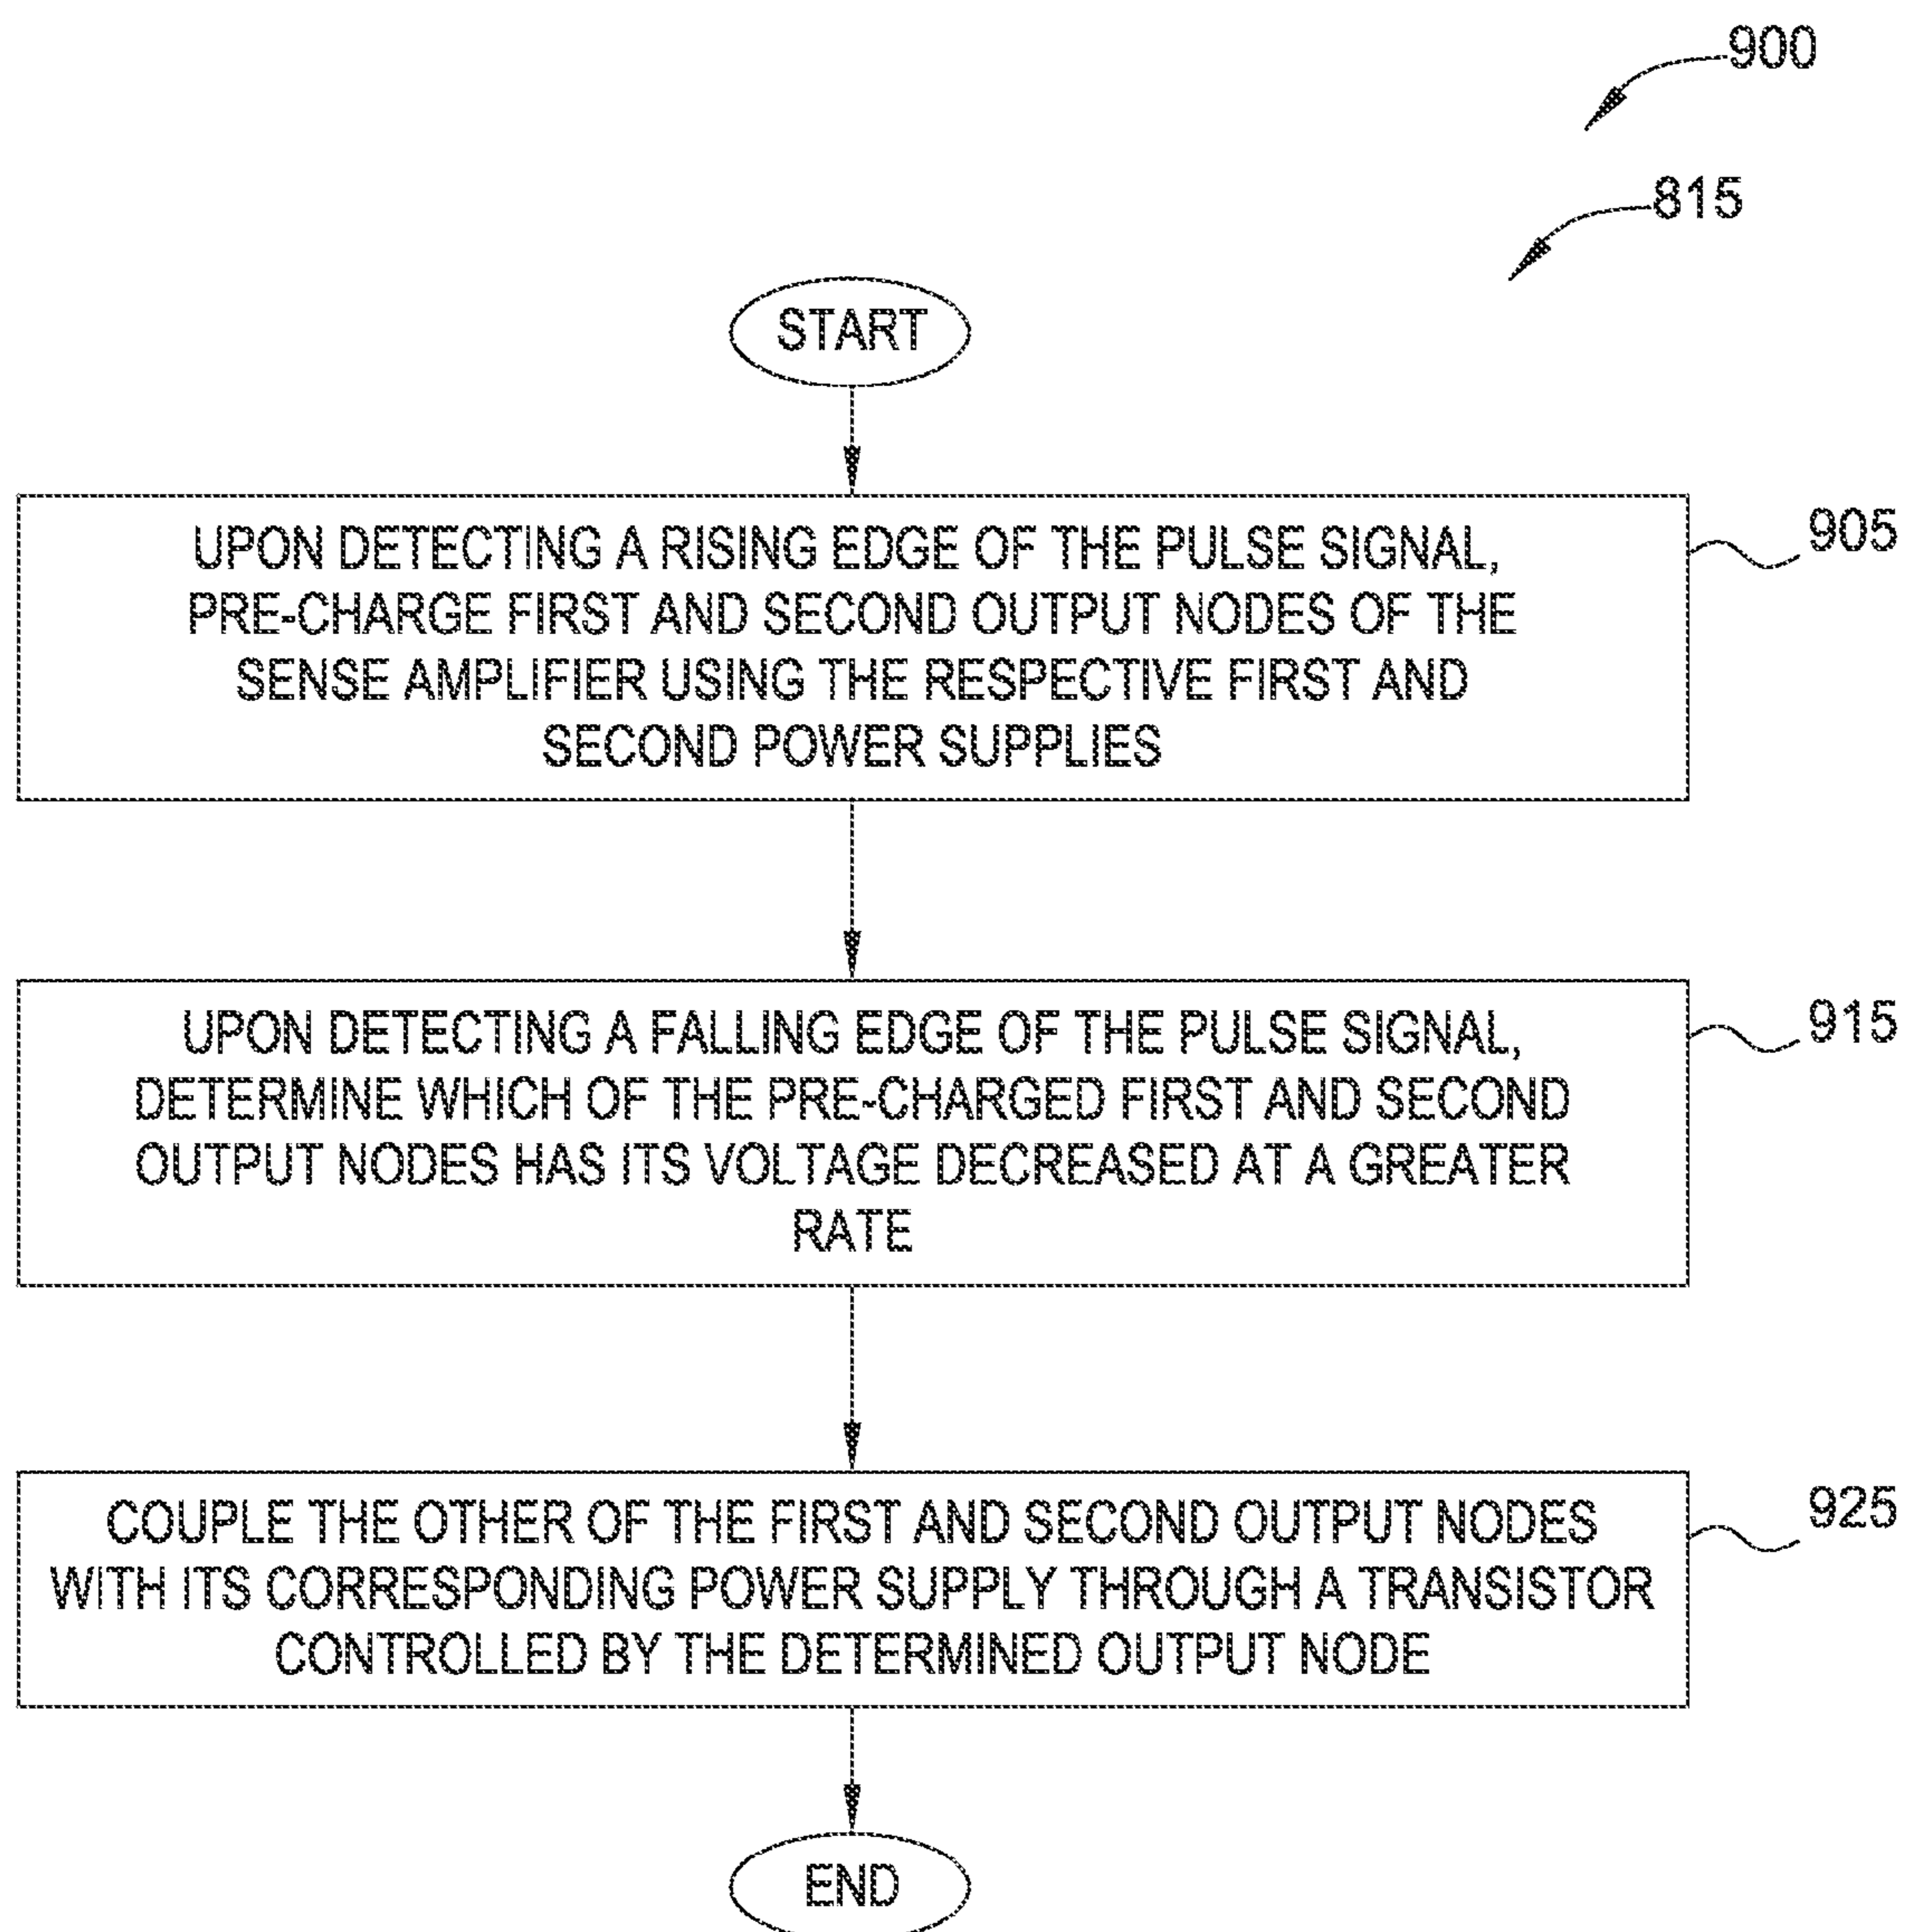 900
815
START
UPON DETECTING A RISING EDGE OF THE PULSE SIGNAL,
PRE-CHARGE FIRST AND SECOND OUTPUT NODES OF THE
SENSE AMPLIFIER USING THE RESPECTIVE FIRST AND
SECOND POWER SUPPLIES
905
UPON DETECTING A FALLING EDGE OF THE PULSE SIGNAL,
DETERMINE WHICH OF THE PRE-CHARGED FIRST AND SECOND
OUTPUT NODES HAS ITS VOLTAGE DECREASED AT A GREATER
RATE
915
COUPLE THE OTHER OF THE FIRST AND SECOND OUTPUT NODES
WITH ITS CORRESPONDING POWER SUPPLY THROUGH A TRANSISTOR
CONTROLLED BY THE DETERMINED OUTPUT NODE
925
END